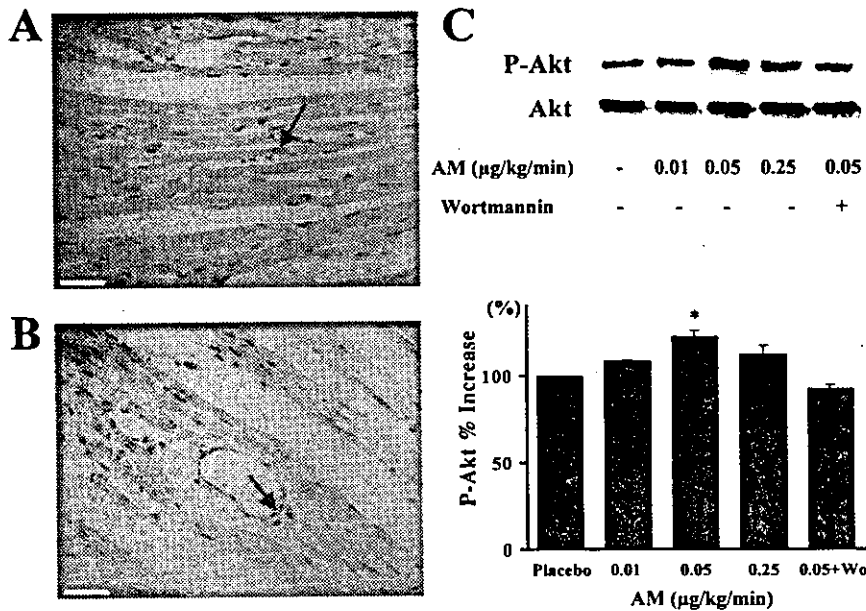 A
B
C
P-Akt
Akt
AM (μg/kg/min) - 0.01 0.05 0.25 0.05
Wortmannin - - - - +
(%)
*
P-Akt % Increase
100
50
0
Placebo 0.01 0.05 0.25 0.05+Wo
AM (μg/kg/min)